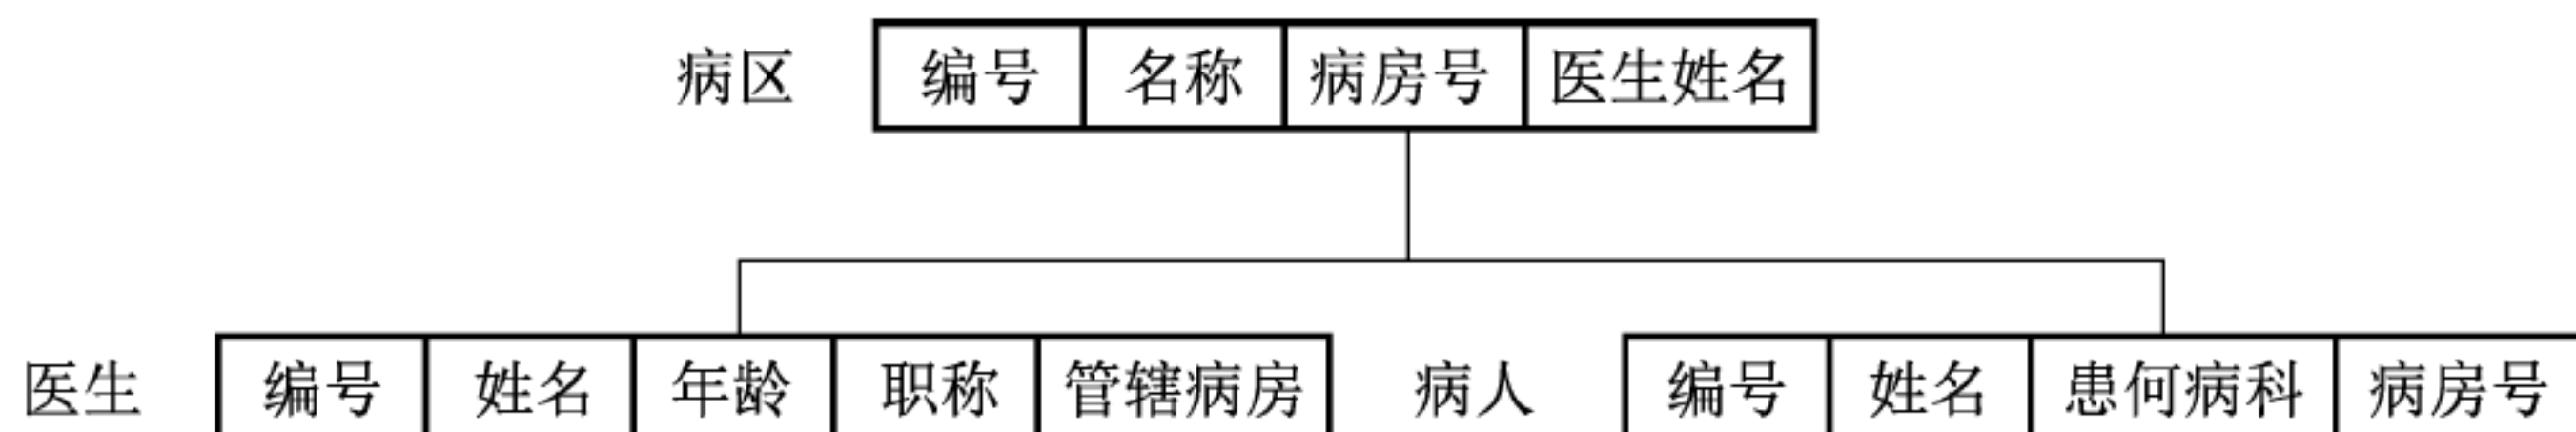 病区 编号 名称 病房号 医生姓名
医生 编号 姓名 年龄 职称 管辖病房 病人 编号 姓名 患何病科 病房号